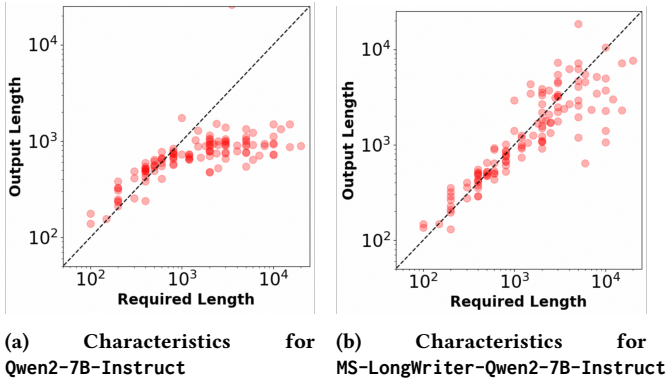 10⁴
10³
10²
Output Length
10² 10³ 10⁴
Required Length
(a) Characteristics for
Qwen2-7B-Instruct
10⁴
10³
10²
Output Length
10² 10³ 10⁴
Required Length
(b) Characteristics for
MS-LongWriter-Qwen2-7B-Instruct